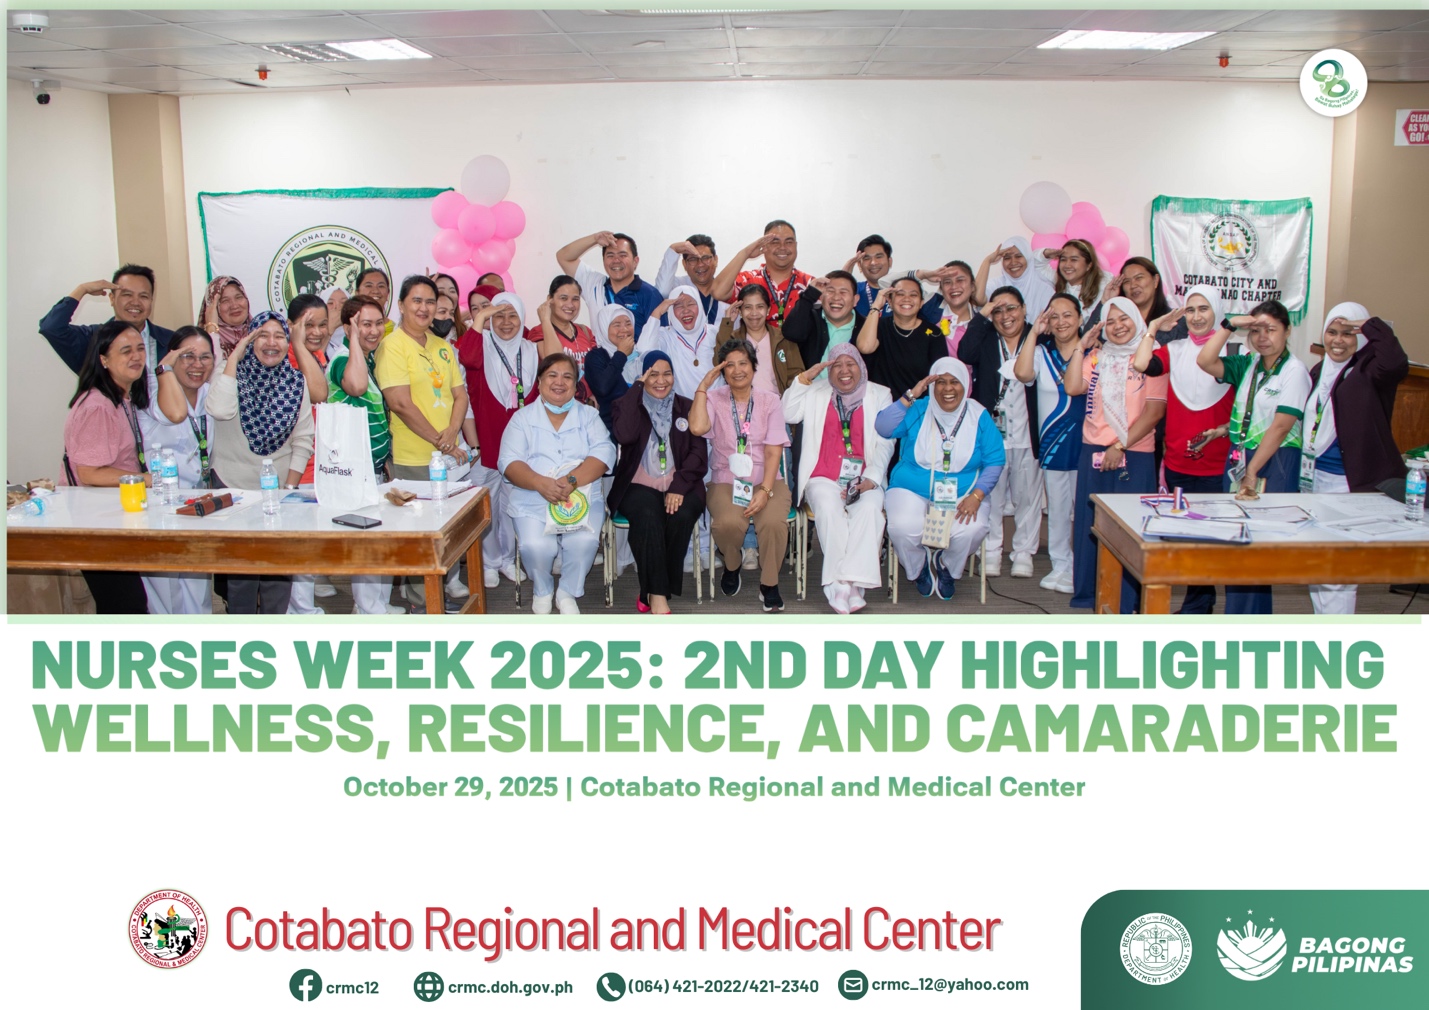 CLEAN
AS YOU
GO!
COTABATO REGIONAL AND MEDICAL
COTABATO CITY AND
CHAPTER
AquaFlask
NURSES WEEK 2025: 2ND DAY HIGHLIGHTING
WELLNESS, RESILIENCE, AND CAMARADERIE
October 29, 2025 | Cotabato Regional and Medical Center
DEPARTMENT OF HEALTH
COTABATO REGIONAL & MEDICAL CENTER
Cotabato Regional and Medical Center
crmc12
crmc.doh.gov.ph
(064) 421-2022/421-2340
crmc_12@yahoo.com
REPUBLIC OF THE PHILIPPINES
DEPARTMENT OF HEALTH
BAGONG
PILIPINAS